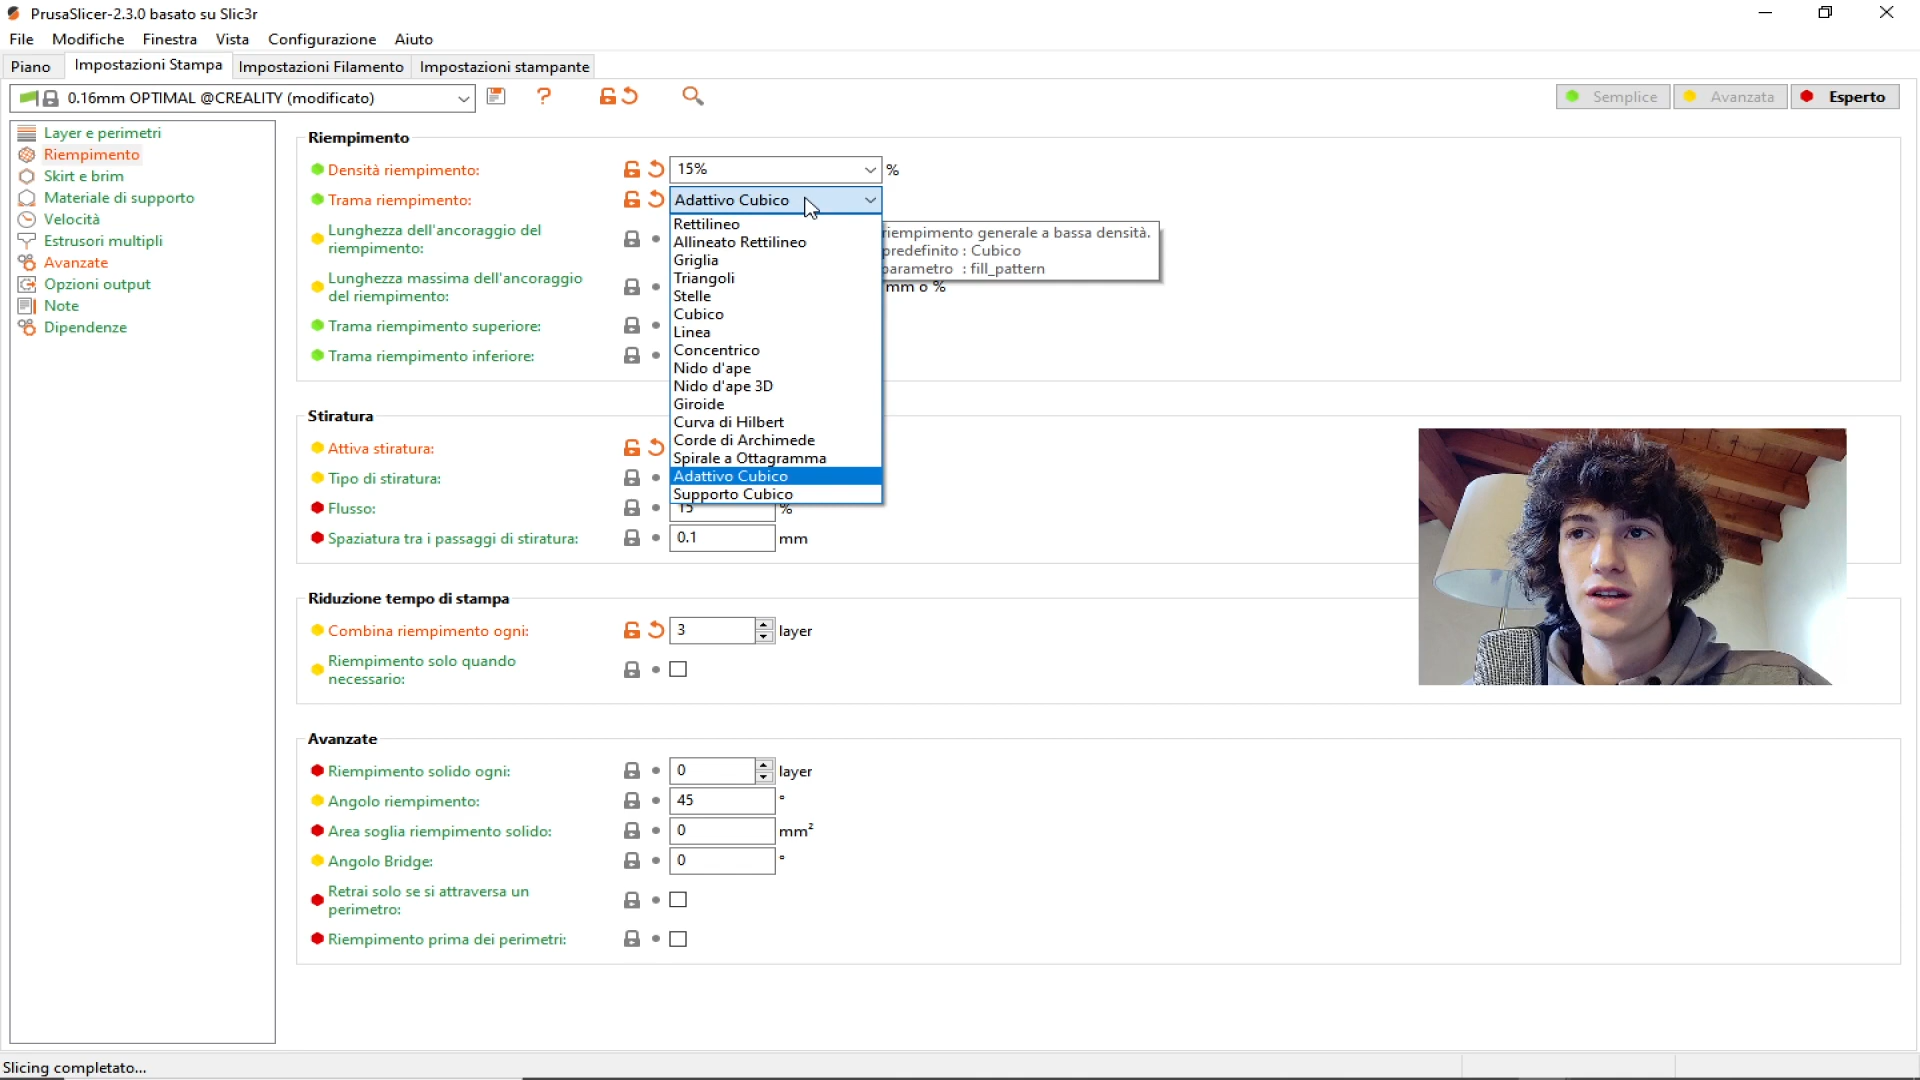 PrusaSlicer-2.3.0 basato su Slic3r
File Modifiche Finestra Vista Configurazione Aiuto
Piano Impostazioni Stampa Impostazioni Filamento Impostazioni stampante
0.16mm OPTIMAL @CREALITY (modificato) ? Semplice Avanzata Esperto
Layer e perimetri
Riempimento
Skirt e brim
Materiale di supporto
Velocità
Estrusori multipli
Avanzate
Opzioni output
Note
Dipendenze
Riempimento
Densità riempimento: 15% %
Trama riempimento: Adattivo Cubico
Lunghezza dell'ancoraggio del
riempimento:
Lunghezza massima dell'ancoraggio
del riempimento: mm o %
Trama riempimento superiore:
Trama riempimento inferiore:
Rettilineo
Allineato Rettilineo
Griglia
Triangoli
Stelle
Cubico
Linea
Concentrico
Nido d'ape
Nido d'ape 3D
Giroide
Curva di Hilbert
Corde di Archimede
Spirale a Ottagramma
Adattivo Cubico
Supporto Cubico
riempimento generale a bassa densità.
predefinito : Cubico
parametro : fill_pattern
Stiratura
Attiva stiratura:
Tipo di stiratura:
Flusso: 15 %
Spaziatura tra i passaggi di stiratura: 0.1 mm
Riduzione tempo di stampa
Combina riempimento ogni: 3 layer
Riempimento solo quando
necessario:
Avanzate
Riempimento solido ogni: 0 layer
Angolo riempimento: 45 °
Area soglia riempimento solido: 0 mm²
Angolo Bridge: 0 °
Retrai solo se si attraversa un
perimetro:
Riempimento prima dei perimetri:
Slicing completato...